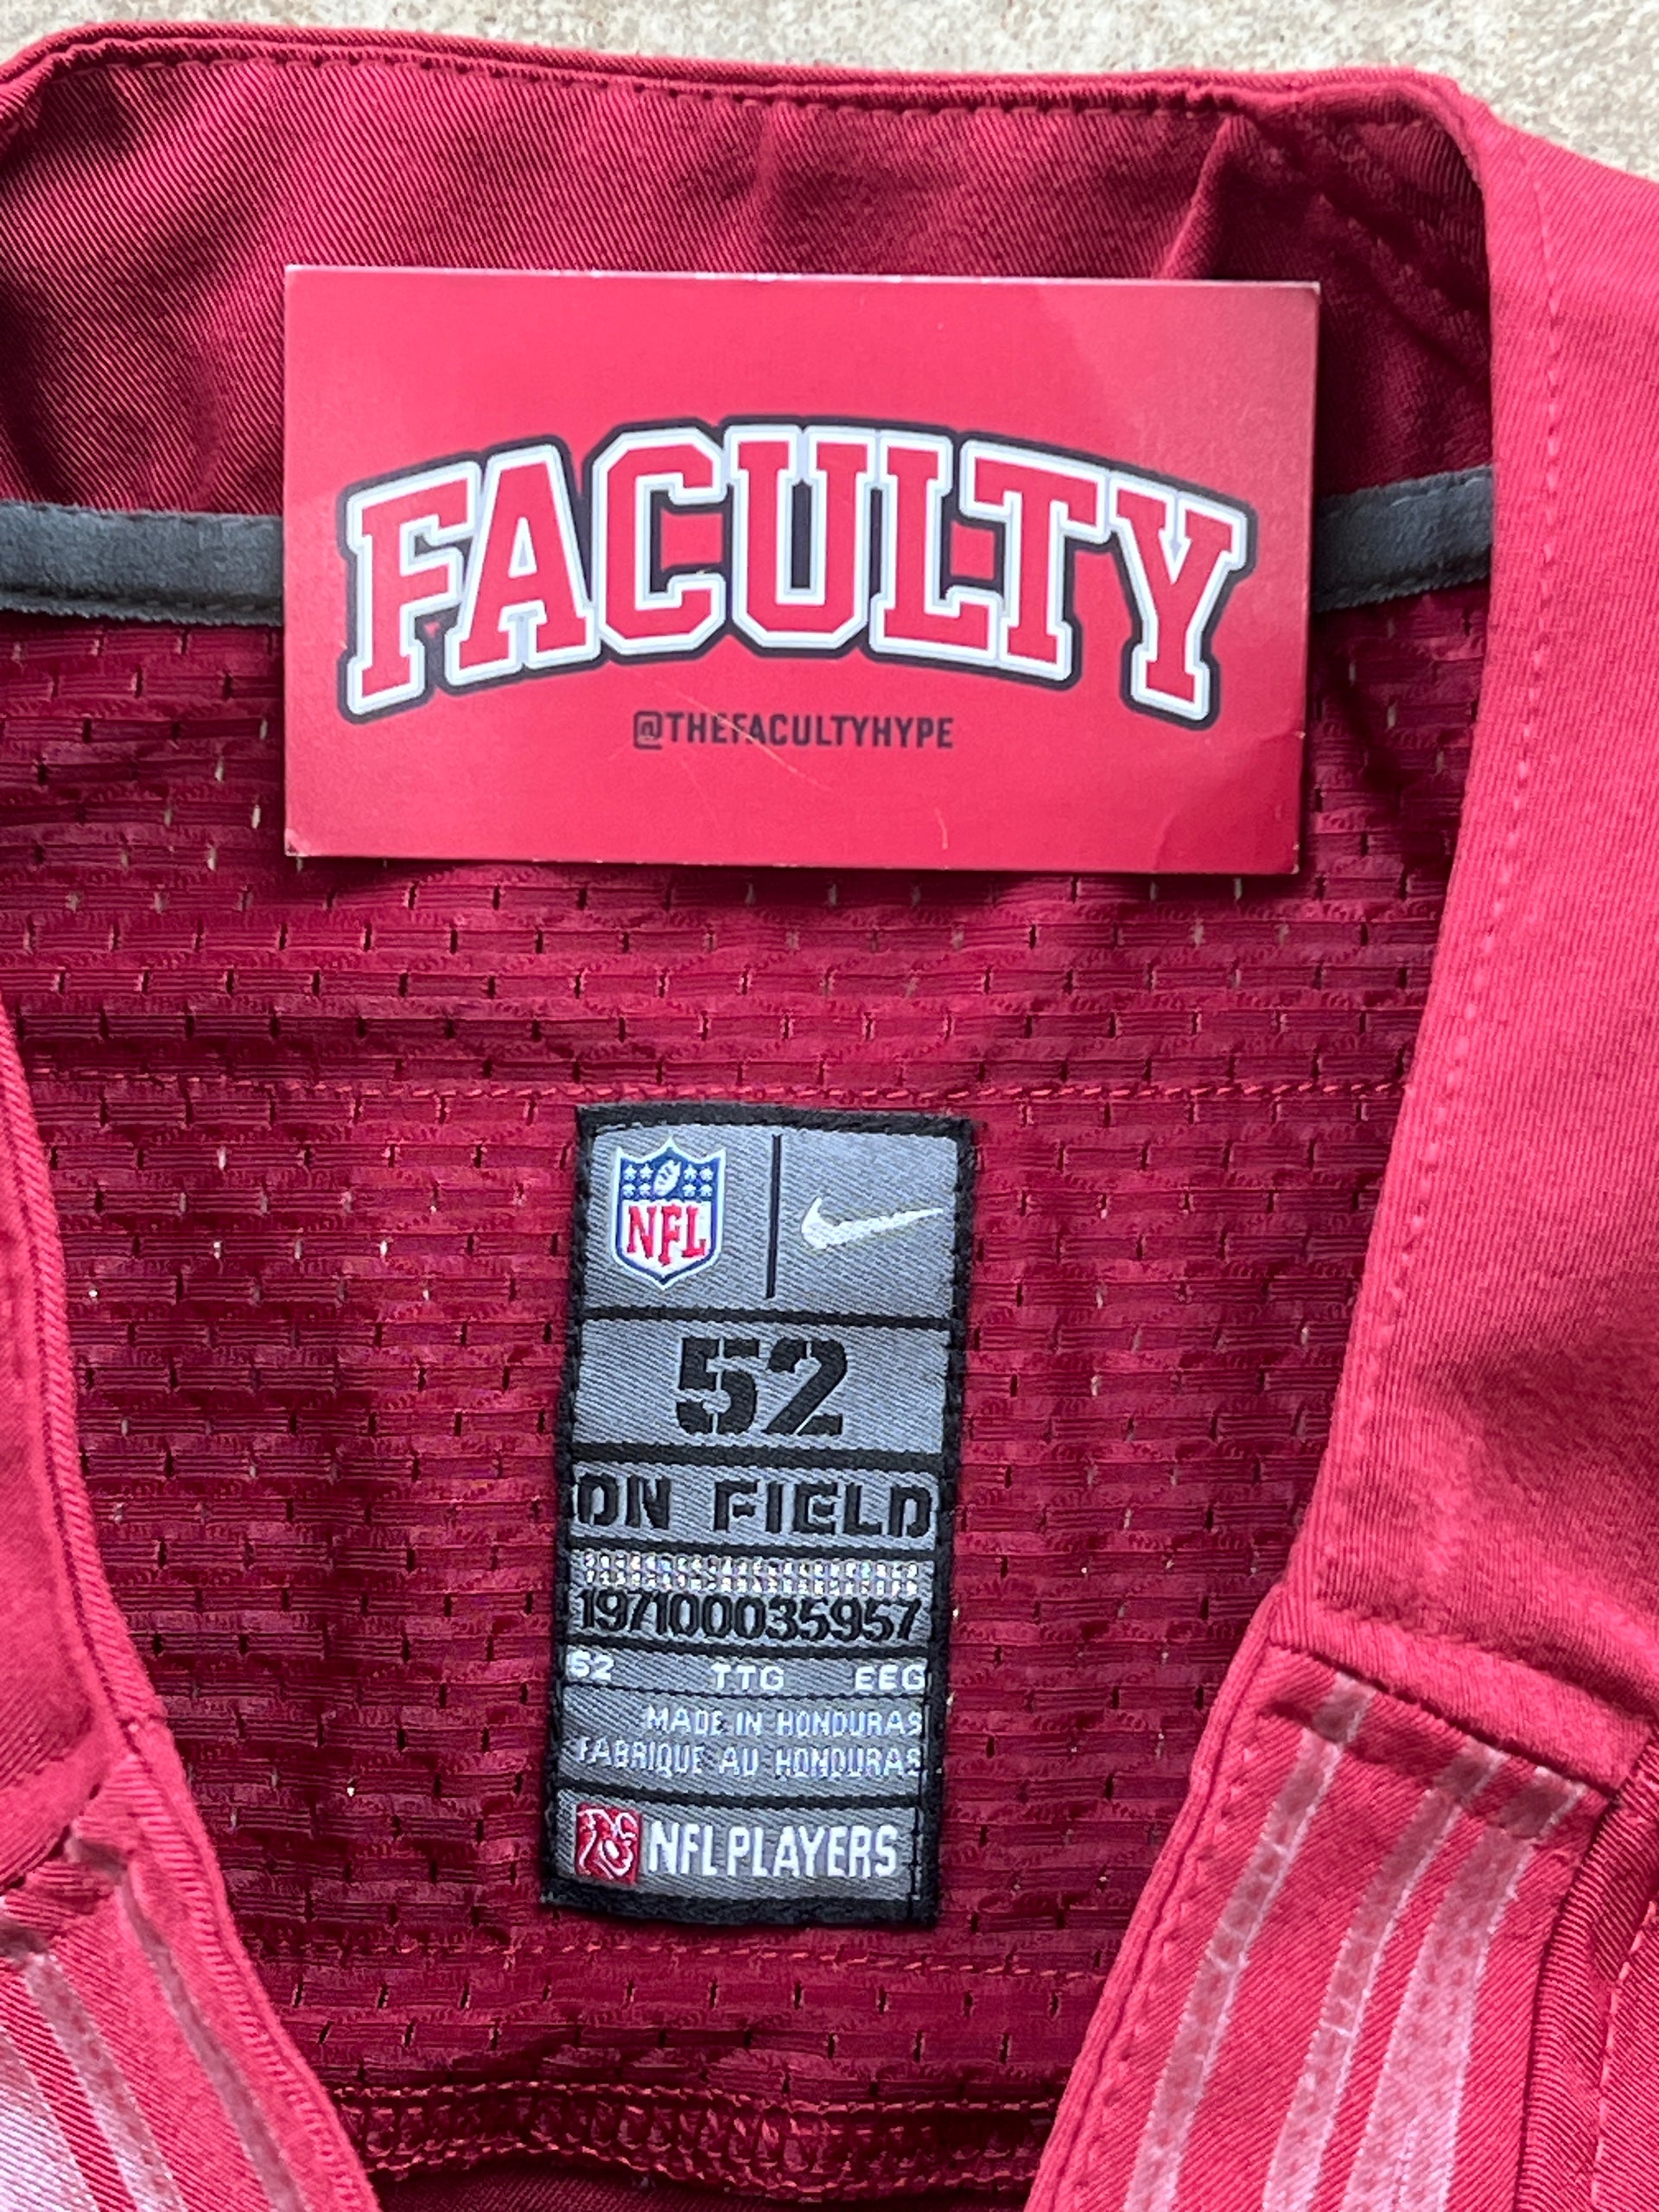 FACULTY
@THEFACULTYHYPE
NFL
52
ON FIELD
197100035957
52 TTG EEG
MADE IN HONDURAS
FABRIQUE AU HONDURAS
NFL PLAYERS